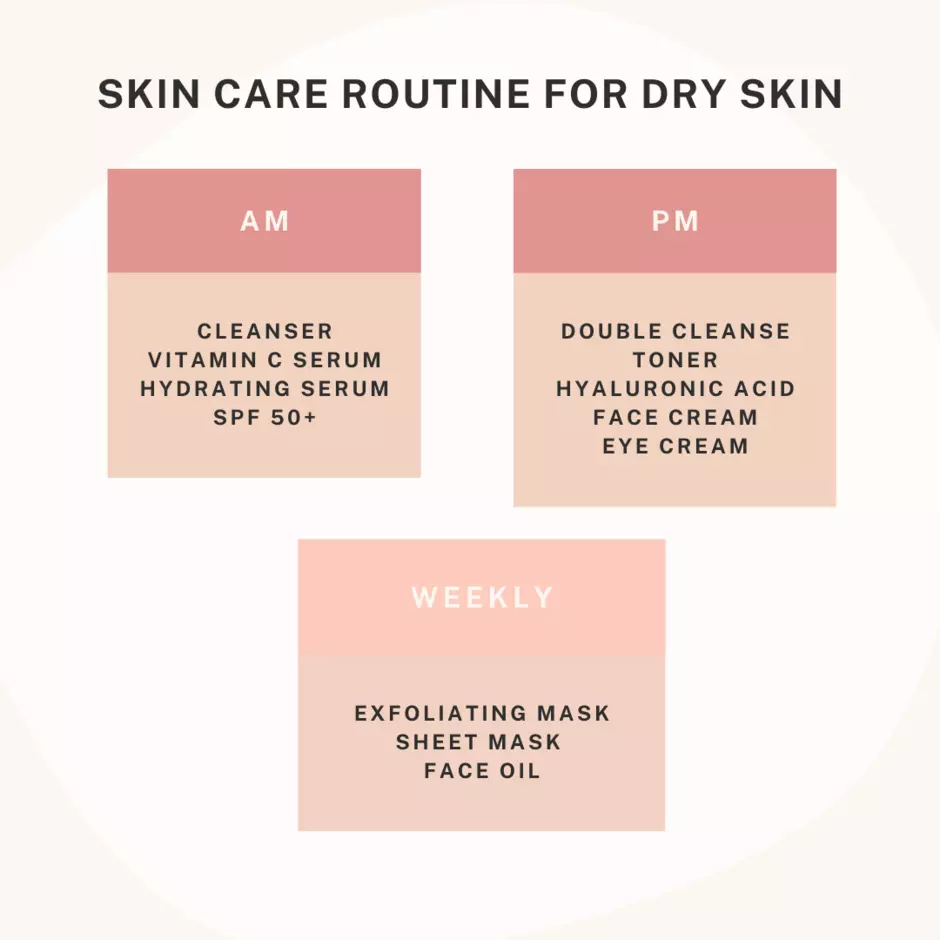 SKIN CARE ROUTINE FOR DRY SKIN
AM
CLEANSER
VITAMIN C SERUM
HYDRATING SERUM
SPF 50+
PM
DOUBLE CLEANSE
TONER
HYALURONIC ACID
FACE CREAM
EYE CREAM
WEEKLY
EXFOLIATING MASK
SHEET MASK
FACE OIL